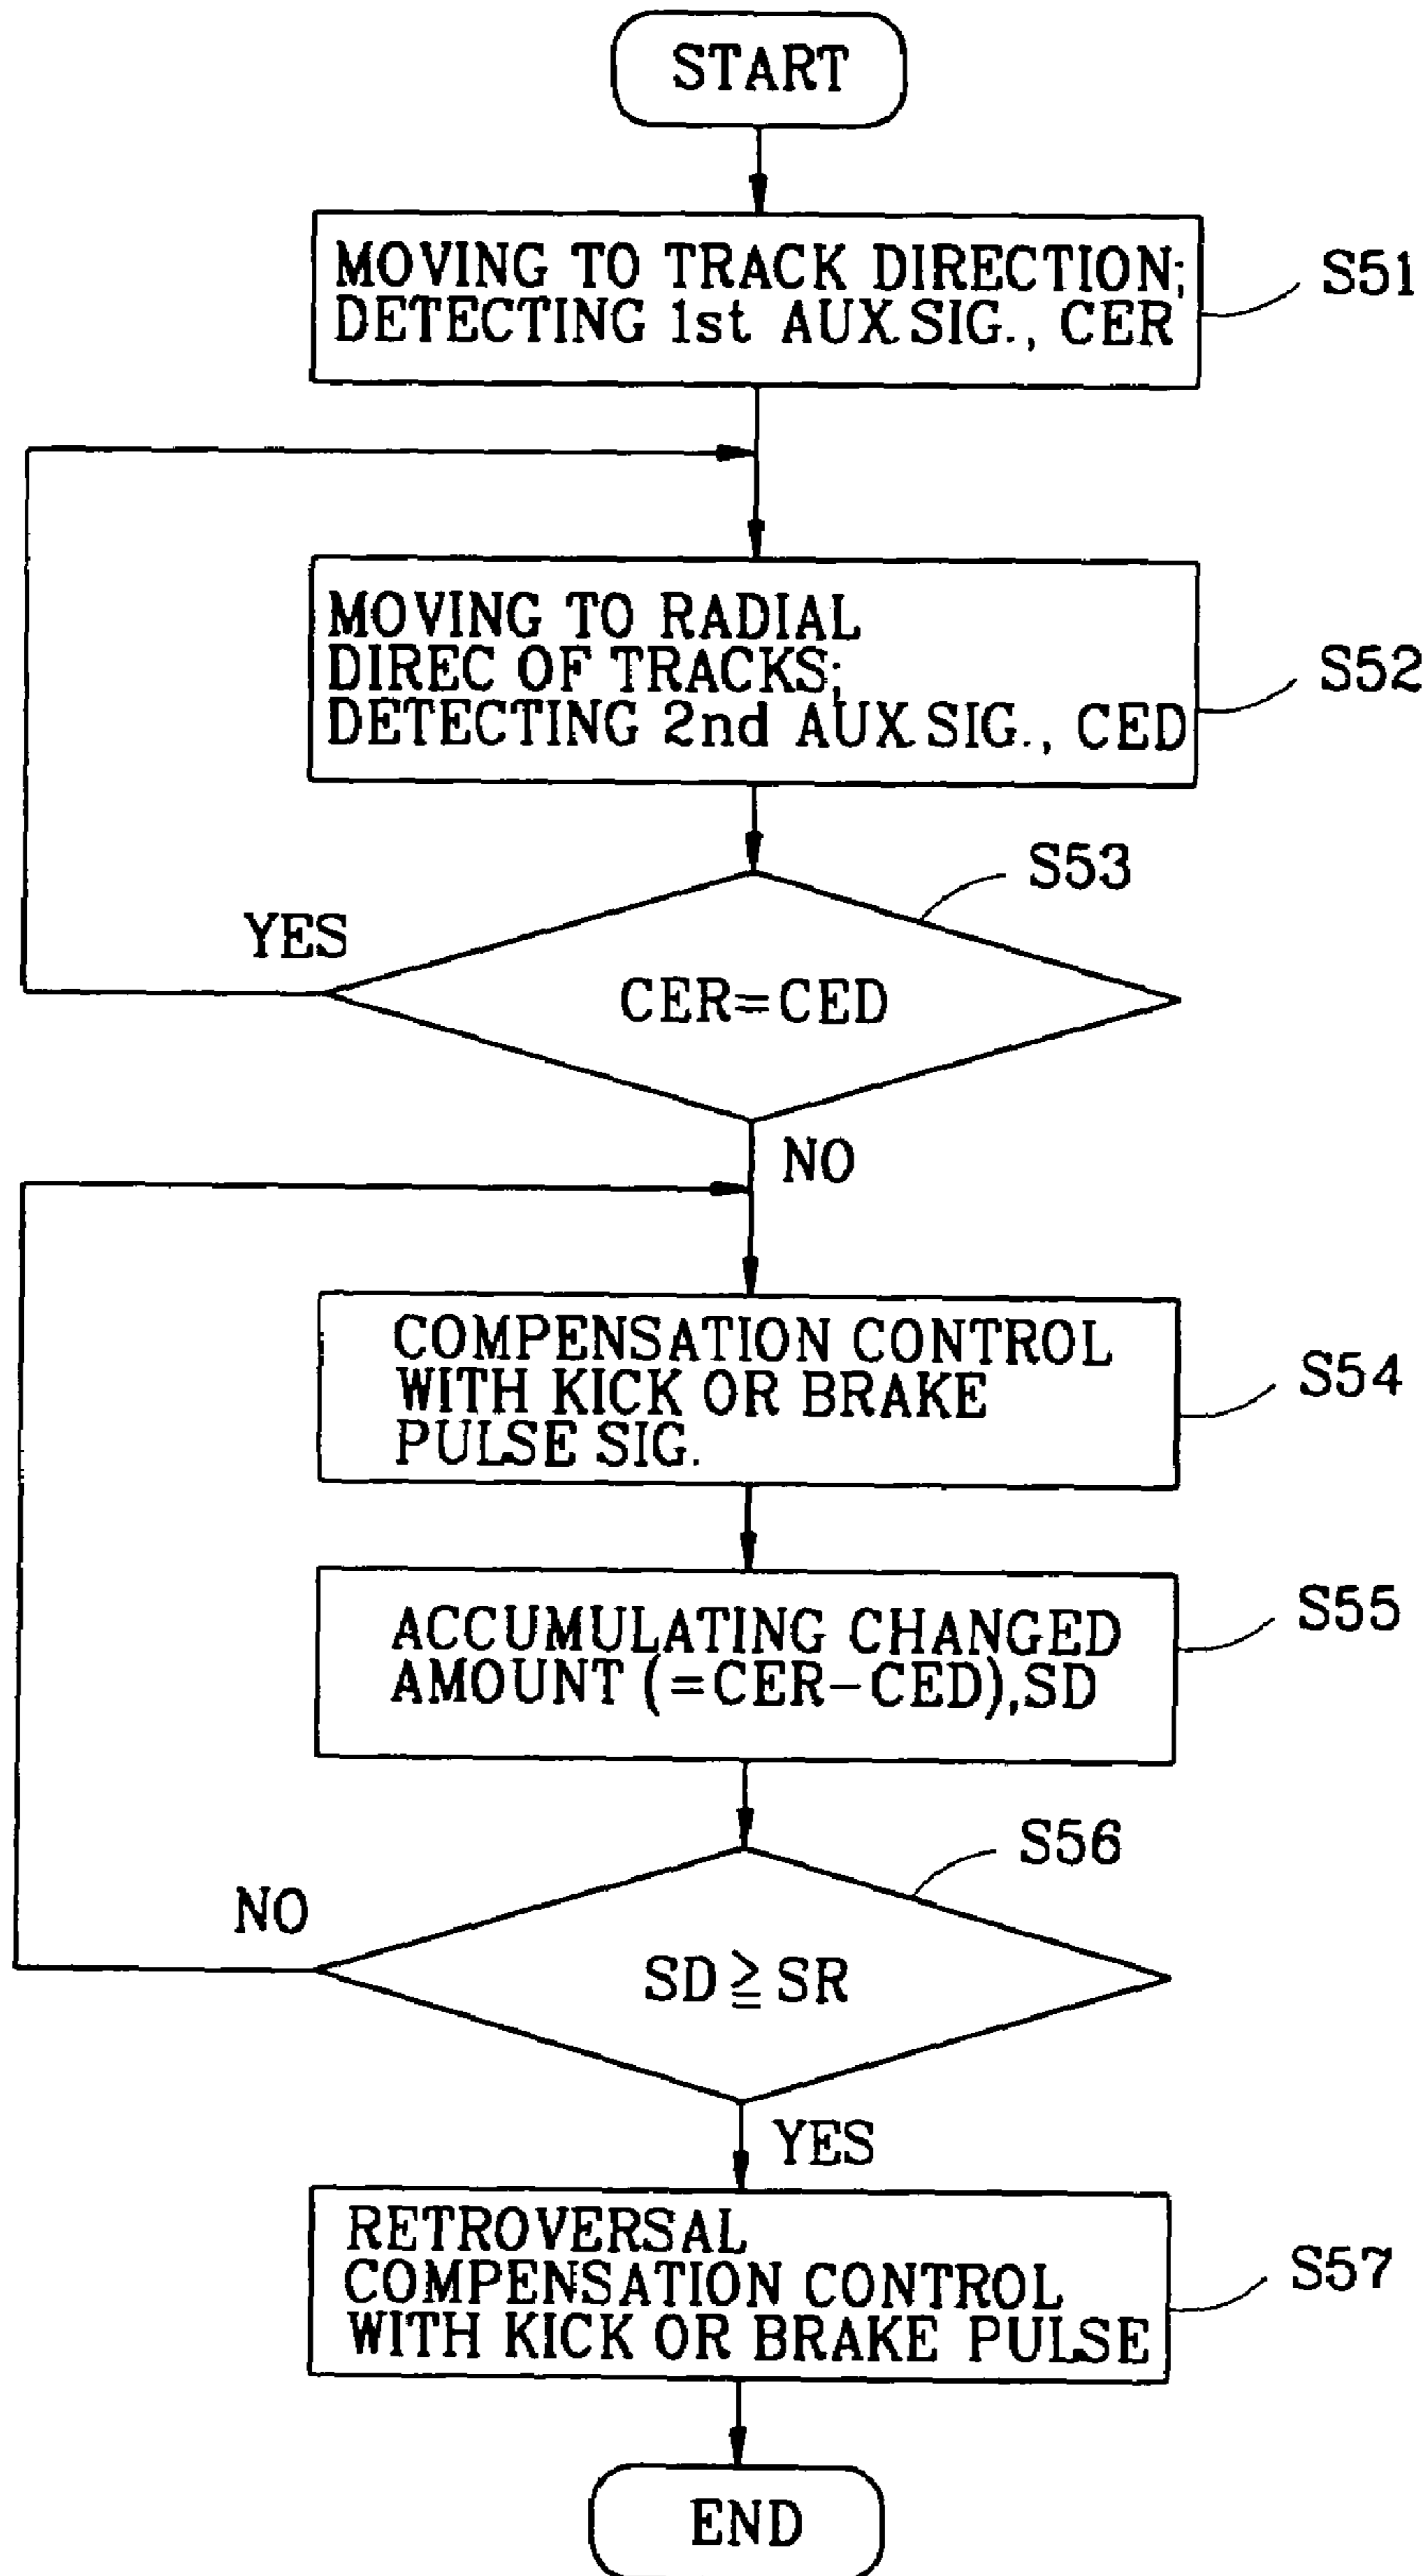 START
MOVING TO TRACK DIRECTION;
DETECTING 1st AUX.SIG., CER
S51
MOVING TO RADIAL
DIREC OF TRACKS;
DETECTING 2nd AUX.SIG., CED
S52
S53
YES
CER=CED
NO
COMPENSATION CONTROL
WITH KICK OR BRAKE
PULSE SIG.
S54
ACCUMULATING CHANGED
AMOUNT (=CER-CED),SD
S55
S56
NO
SD≧SR
YES
RETROVERSAL
COMPENSATION CONTROL
WITH KICK OR BRAKE PULSE
S57
END